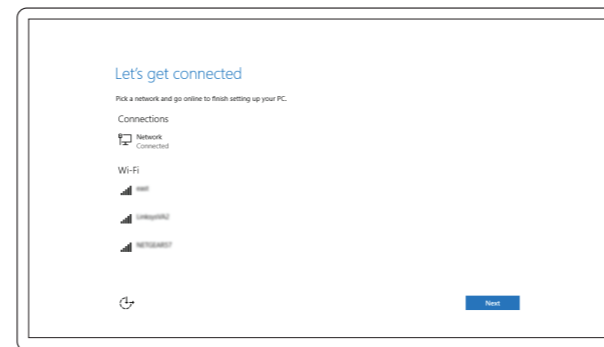 Let's get connected
Pick a network and go online to finish setting up your PC.
Connections
Network
Connected
Wi-Fi
Next